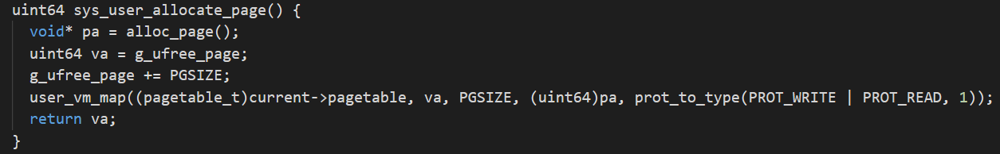 uint64 sys_user_allocate_page() {
  void* pa = alloc_page();
  uint64 va = g_ufree_page;
  g_ufree_page += PGSIZE;
  user_vm_map((pagetable_t)current->pagetable, va, PGSIZE, (uint64)pa, prot_to_type(PROT_WRITE | PROT_READ, 1));
  return va;
}